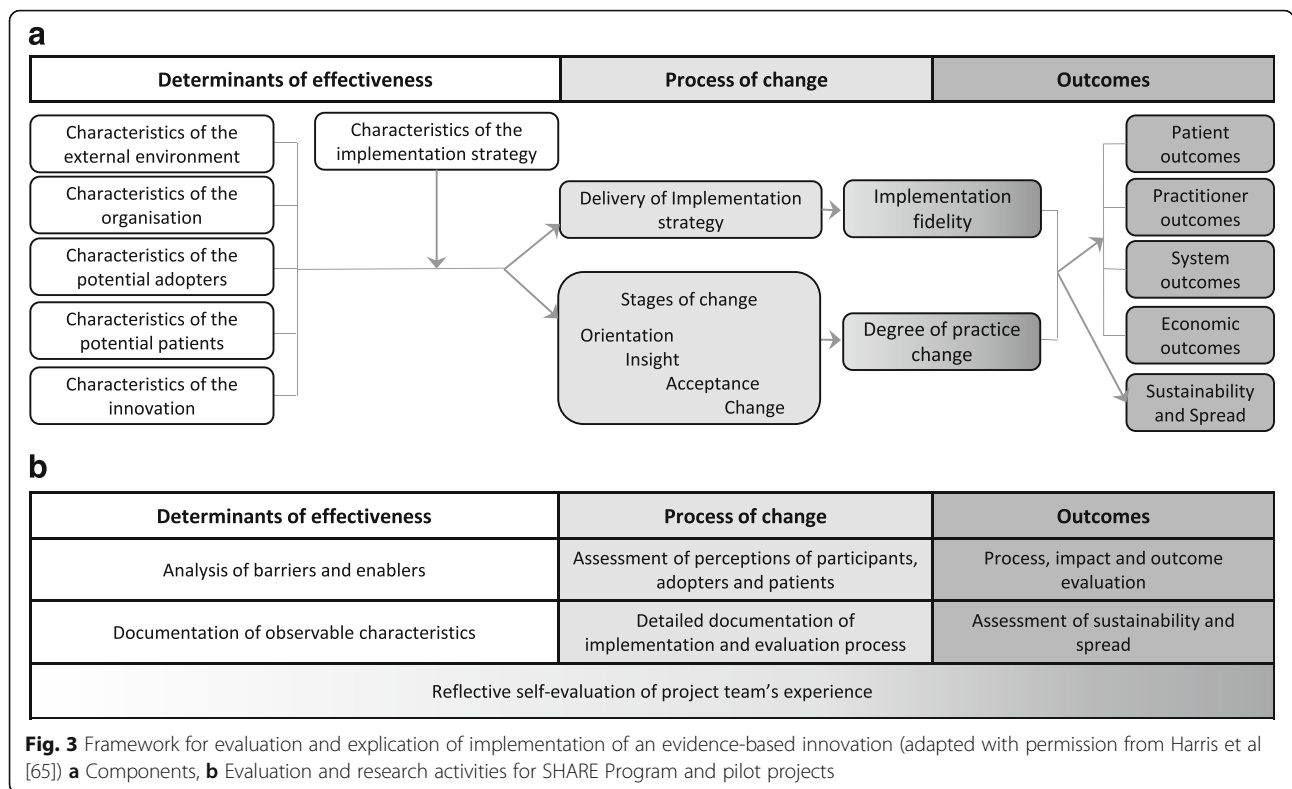 a
Determinants of effectiveness
Process of change
Outcomes
Characteristics of the
external environment
Characteristics of the
organisation
Characteristics of the
potential adopters
Characteristics of the
potential patients
Characteristics of the
innovation
Characteristics of the
implementation strategy
Delivery of Implementation
strategy
Stages of change
Orientation
Insight
Acceptance
Change
Implementation
fidelity
Degree of practice
change
Patient
outcomes
Practitioner
outcomes
System
outcomes
Economic
outcomes
Sustainability
and Spread
b
Determinants of effectiveness
Process of change
Outcomes
Analysis of barriers and enablers
Assessment of perceptions of participants,
adopters and patients
Process, impact and outcome
evaluation
Documentation of observable characteristics
Detailed documentation of
implementation and evaluation process
Assessment of sustainability and
spread
Reflective self-evaluation of project team's experience
Fig. 3 Framework for evaluation and explication of implementation of an evidence-based innovation (adapted with permission from Harris et al
[65]) a Components, b Evaluation and research activities for SHARE Program and pilot projects